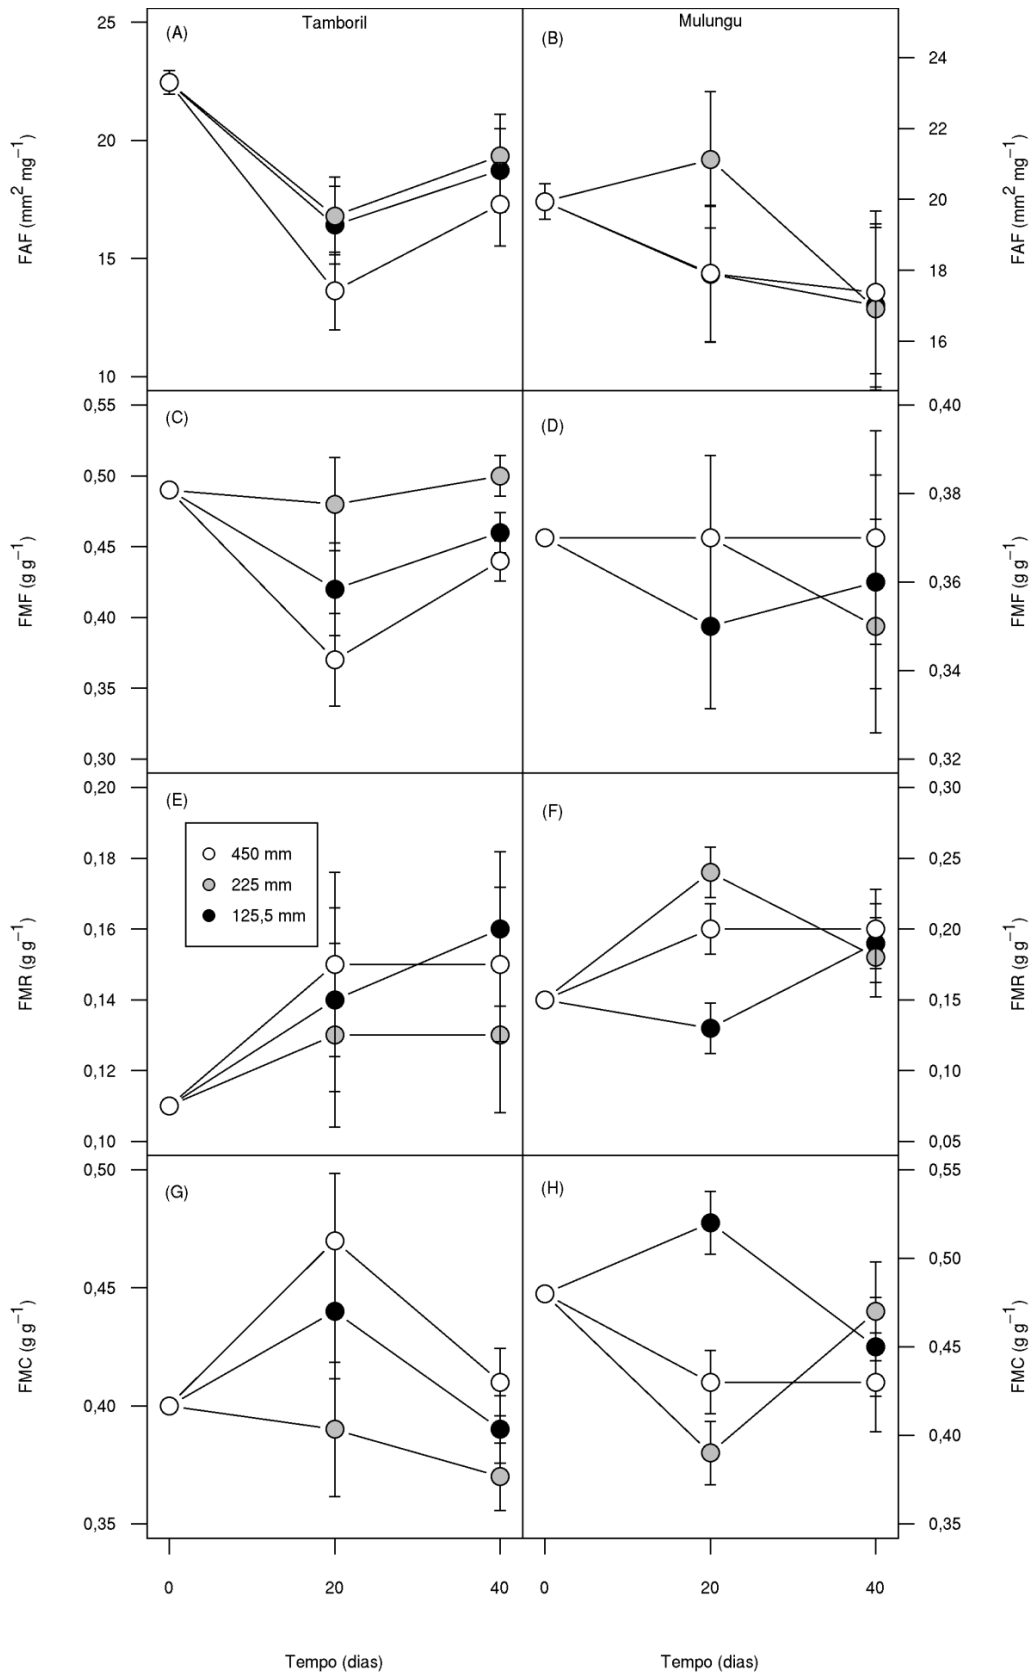 Tamboril
Mulungu
(A)
25
20
15
10
FAF (mm² mg⁻¹)
(B)
24
22
20
18
16
FAF (mm² mg⁻¹)
(C)
0,55
0,50
0,45
0,40
0,35
0,30
FMF (g g⁻¹)
(D)
0,40
0,38
0,36
0,34
0,32
FMF (g g⁻¹)
(E)
0,20
0,18
0,16
0,14
0,12
0,10
FMR (g g⁻¹)
450 mm
225 mm
125,5 mm
(F)
0,30
0,25
0,20
0,15
0,10
0,05
FMR (g g⁻¹)
(G)
0,50
0,45
0,40
0,35
FMC (g g⁻¹)
(H)
0,55
0,50
0,45
0,40
0,35
FMC (g g⁻¹)
0 20 40 0 20 40
Tempo (dias) Tempo (dias)